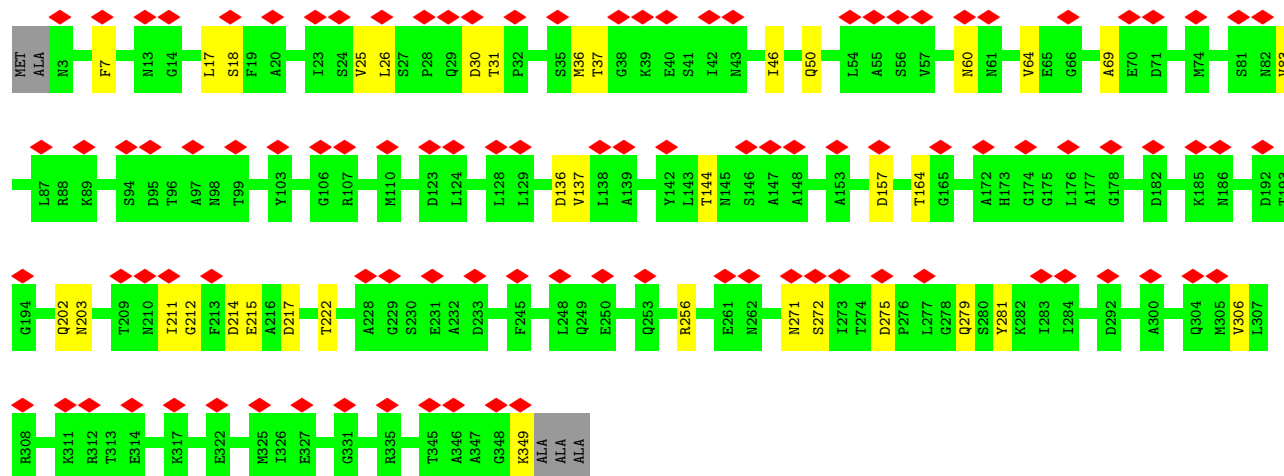 MET ALA N3 F7 N13 G14 L17 S18 F19 A20 I23 S24 V25 L26 S27 P28 Q29 D30 T31 P32 S35 M36 T37 G38 K39 E40 S41 I42 N43 I46 Q50 L54 A55 S56 V57 N60 N61 V64 E65 G66 A69 E70 D71 M74 S81 N82 V83
L87 R88 K89 S94 D95 T96 A97 N98 T99 Y103 G106 R107 M110 D123 L124 L128 L129 D136 V137 L138 A139 Y142 L143 T144 N145 S146 A147 A148 A153 D157 T164 G165 A172 H173 G174 G175 L176 A177 G178 D182 K185 N186 D192 T193
G194 Q202 N203 T209 N210 I211 G212 F213 D214 E215 A216 D217 T222 A228 G229 S230 E231 A232 D233 F245 L248 Q249 E250 Q253 R256 E261 N262 N271 S272 I273 T274 D275 P276 L277 G278 Q279 S280 Y281 K282 I283 I284 D292 A300 Q304 M305 V306 L307
R308 K311 R312 T313 E314 K317 E322 M325 I326 E327 G331 R335 T345 A346 A347 G348 K349 ALA ALA ALA